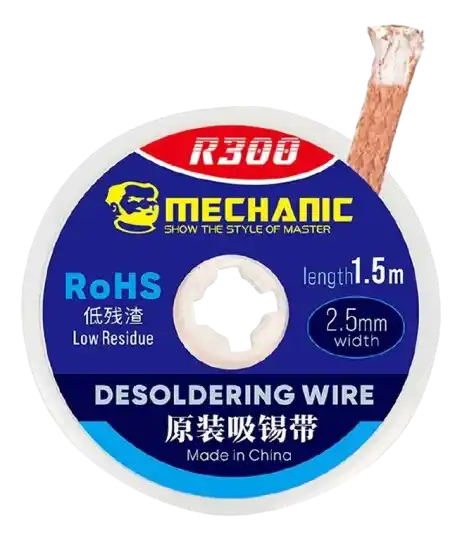 R300
MECHANIC
SHOW THE STYLE OF MASTER
RoHS
低残渣
Low Residue
length1.5m
2.5mm
width
DESOLDERING WIRE
原装吸锡带
Made in China